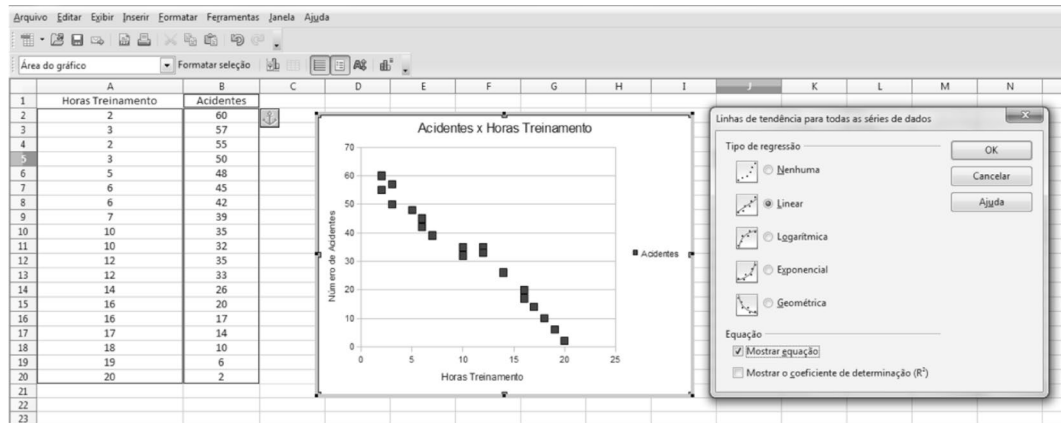 Arquivo Editar Exibir Inserir Formatar Ferramentas Janela Ajuda
Área do gráfico Formatar seleção
A B C D E F G H I J K L M N
1 Horas Treinamento Acidentes
2 2 60
3 3 57
4 2 55
5 3 50
6 5 48
7 6 45
8 6 42
9 7 39
10 10 35
11 10 32
12 12 35
13 12 33
14 14 26
15 16 20
16 16 17
17 17 14
18 18 10
19 19 6
20 20 2
21
22
23
Acidentes x Horas Treinamento
70
60
50
40
30
20
10
0
0 5 10 15 20 25
Número de Acidentes
Horas Treinamento
Acidentes
Linhas de tendência para todas as séries de dados
Tipo de regressão
Nenhuma
Linear
Logarítmica
Exponencial
Geométrica
OK
Cancelar
Ajuda
Equação
Mostrar equação
Mostrar o coeficiente de determinação (R²)